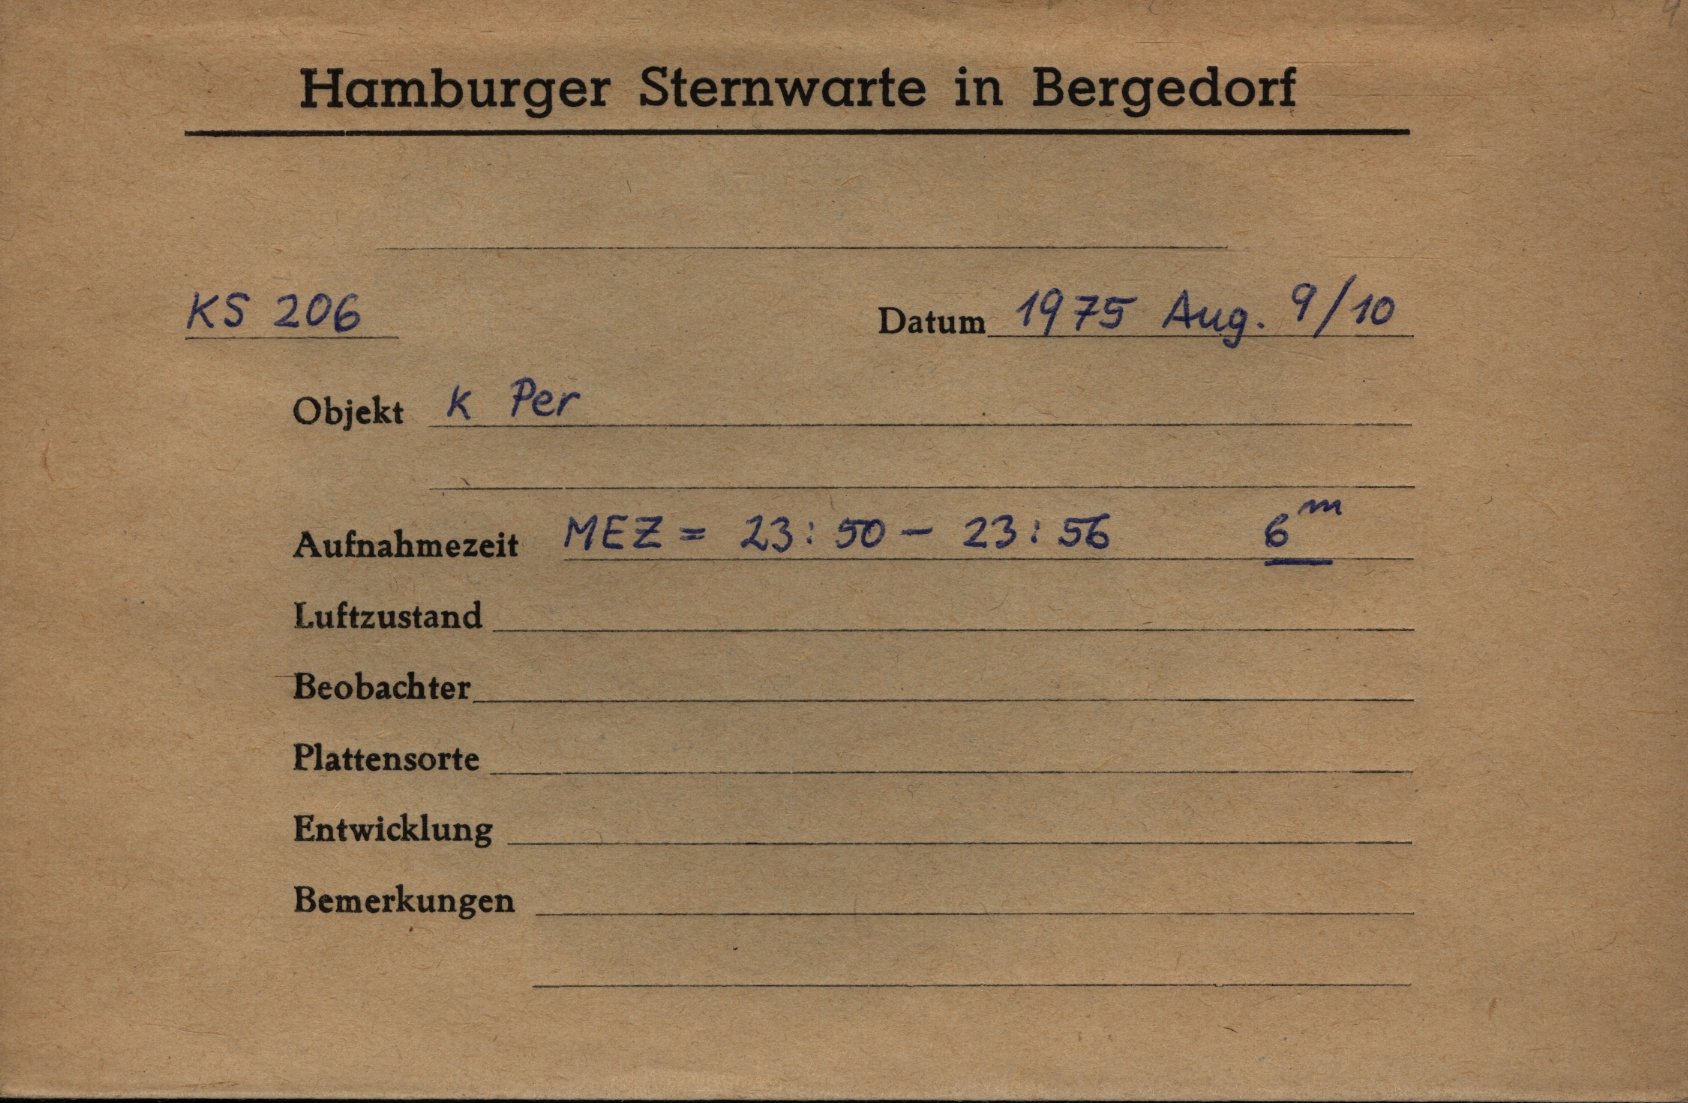 Hamburger Sternwarte in Bergedorf
KS 206 Datum 1975 Aug. 9/10
Objekt κ Per
Aufnahmezeit MEZ = 23:50 – 23:56 6ᵐ
Luftzustand
Beobachter
Plattensorte
Entwicklung
Bemerkungen